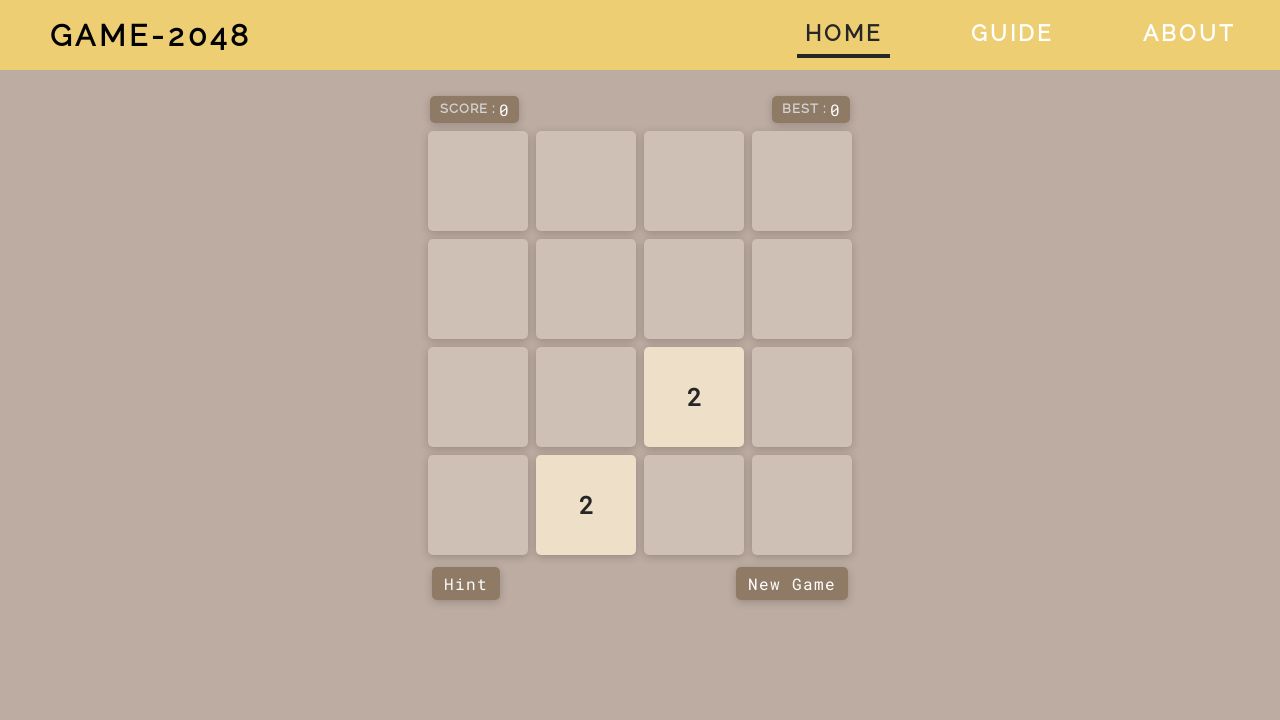 GAME-2048
HOME GUIDE ABOUT
SCORE : 0
BEST : 0
2
2
Hint
New Game